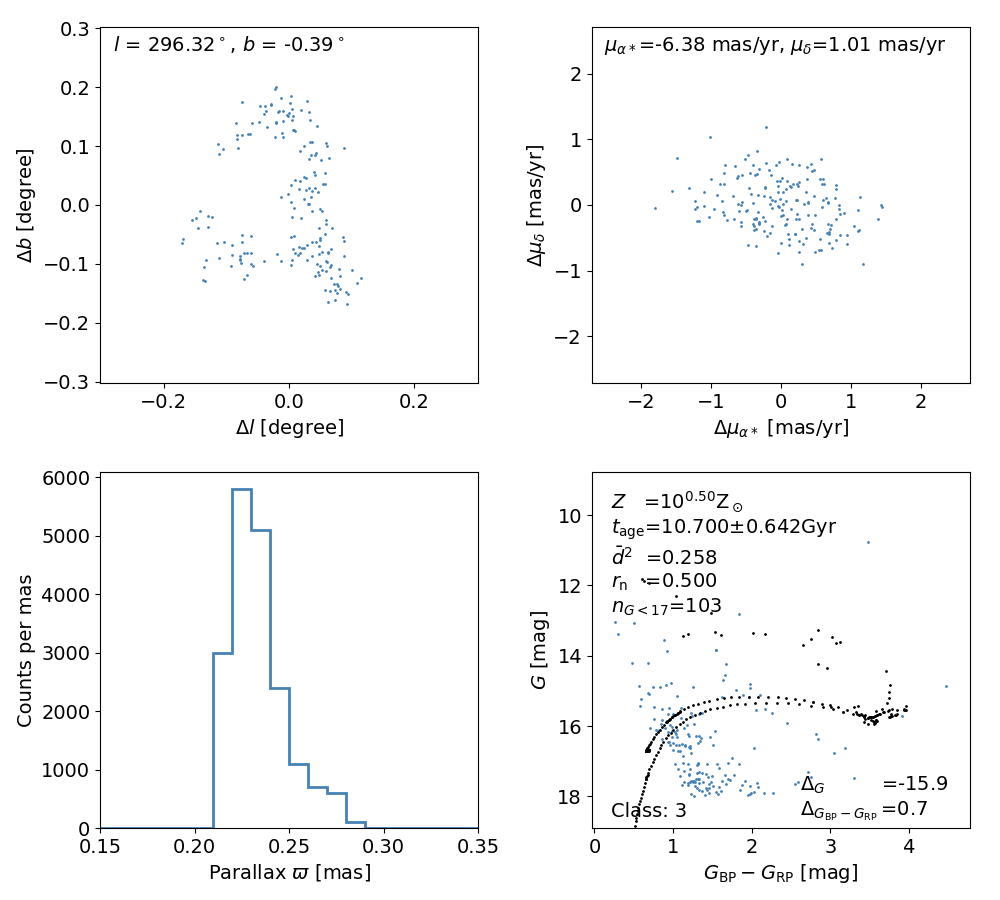 l = 296.32°, b = -0.39°
0.3
0.2
0.1
0.0
−0.1
−0.2
−0.3
Δb [degree]
−0.2 0.0 0.2
Δl [degree]
μα*=-6.38 mas/yr, μδ=1.01 mas/yr
2
1
0
−1
−2
Δμδ [mas/yr]
−2 −1 0 1 2
Δμα* [mas/yr]
6000
5000
4000
3000
2000
1000
0
Counts per mas
0.15 0.20 0.25 0.30 0.35
Parallax ϖ [mas]
10
12
14
16
18
G [mag]
Z =10^0.50 Z⊙
t_age=10.700±0.642Gyr
d̄² =0.258
r_n =0.500
n_G<17=103
Δ_G =-15.9
Class: 3 Δ_GBP−GRP=0.7
0 1 2 3 4
G_BP − G_RP [mag]